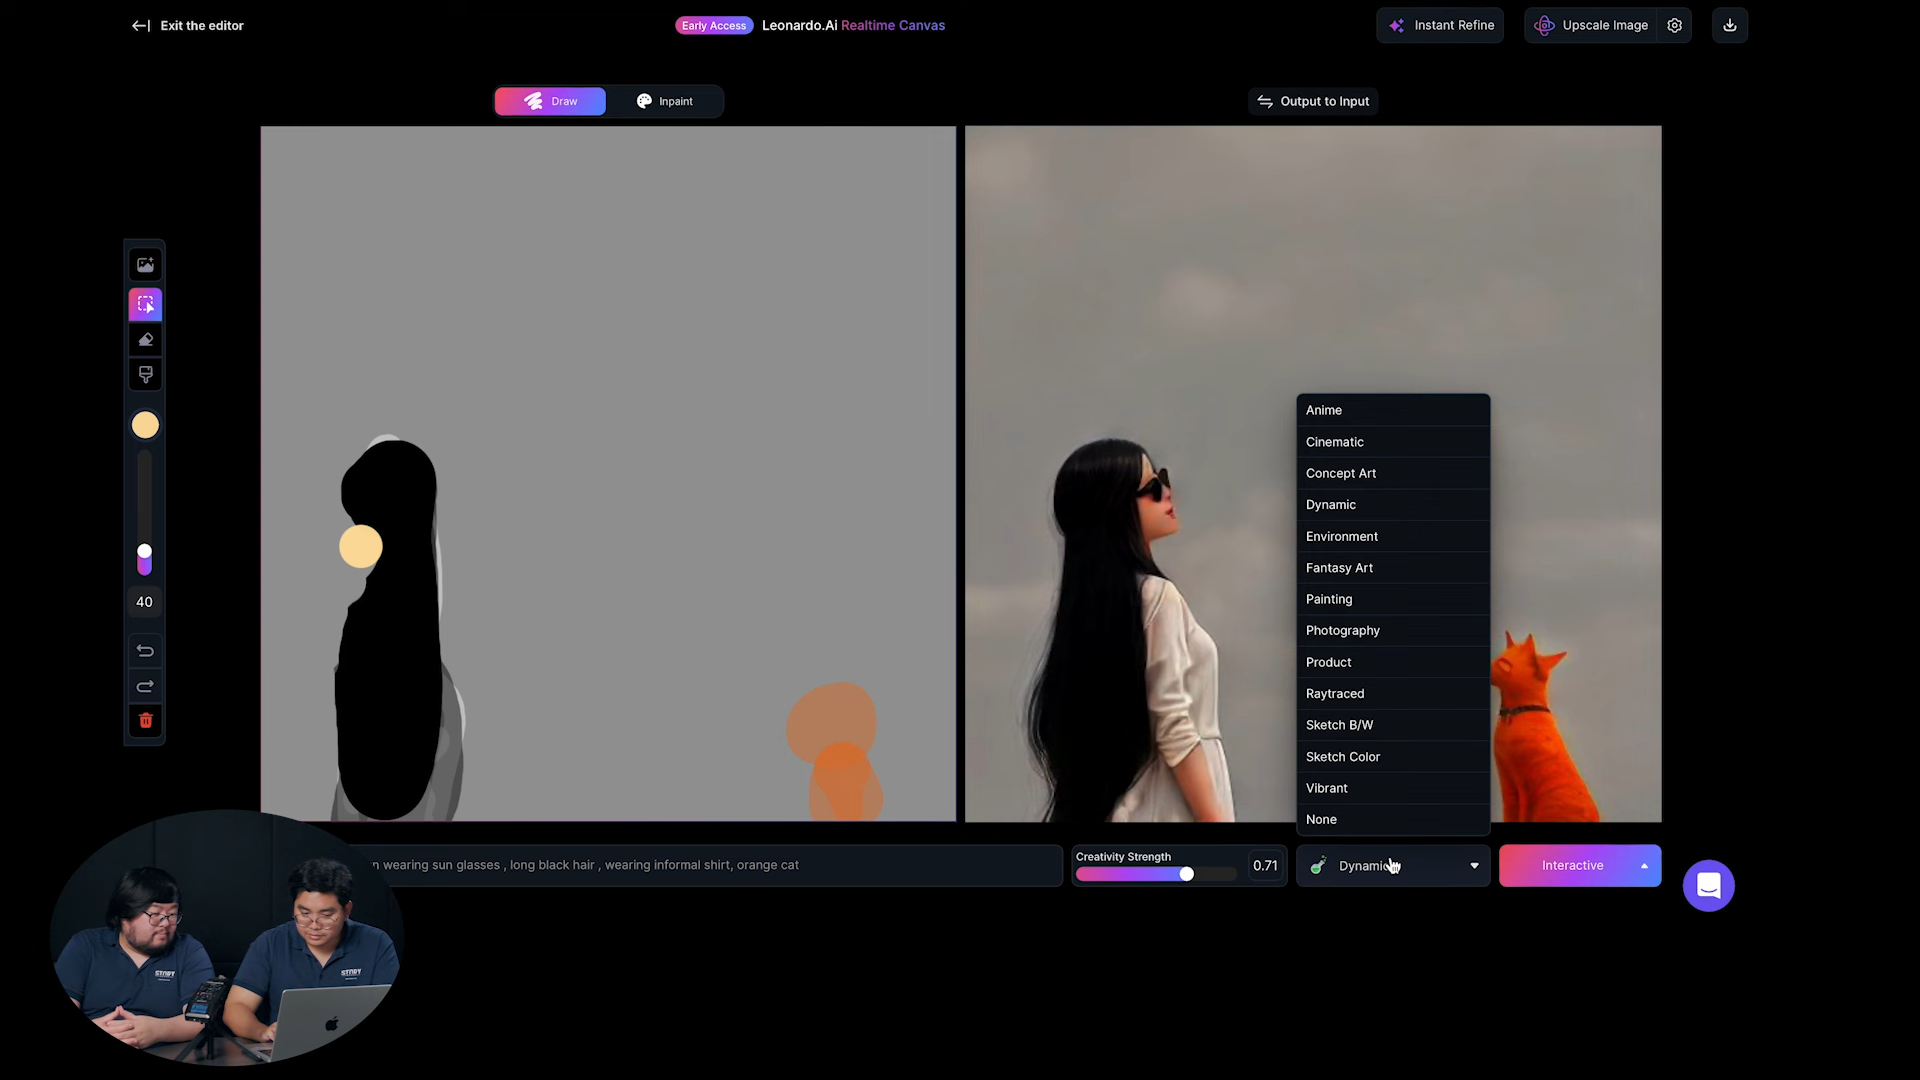 Exit the editor
Early Access Leonardo.Ai Realtime Canvas
Instant Refine
Upscale Image
Draw
Inpaint
Output to Input
40
Anime
Cinematic
Concept Art
Dynamic
Environment
Fantasy Art
Painting
Photography
Product
Raytraced
Sketch B/W
Sketch Color
Vibrant
None
wearing sun glasses , long black hair , wearing informal shirt, orange cat
Creativity Strength
0.71
Dynamic
Interactive
STORY
STORY